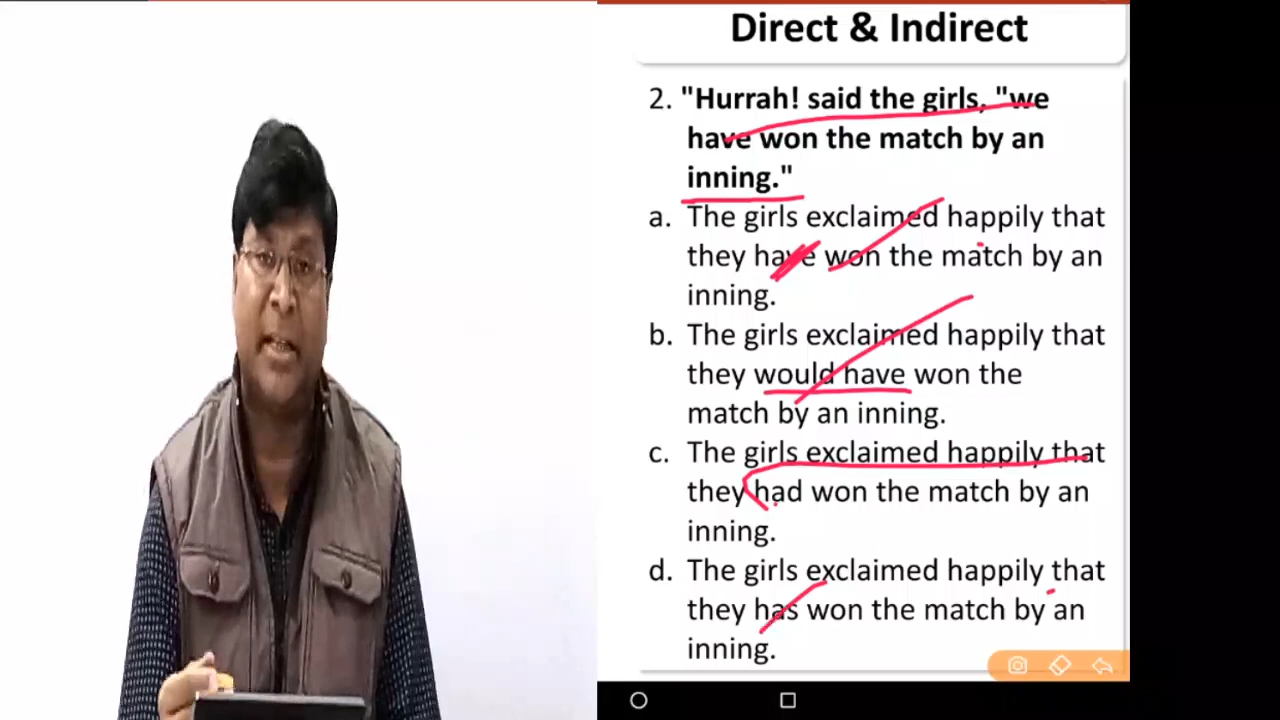 Direct & Indirect
2. "Hurrah! said the girls, "we
have won the match by an
inning."
a. The girls exclaimed happily that
they have won the match by an
inning.
b. The girls exclaimed happily that
they would have won the
match by an inning.
c. The girls exclaimed happily that
they had won the match by an
inning.
d. The girls exclaimed happily that
they has won the match by an
inning.